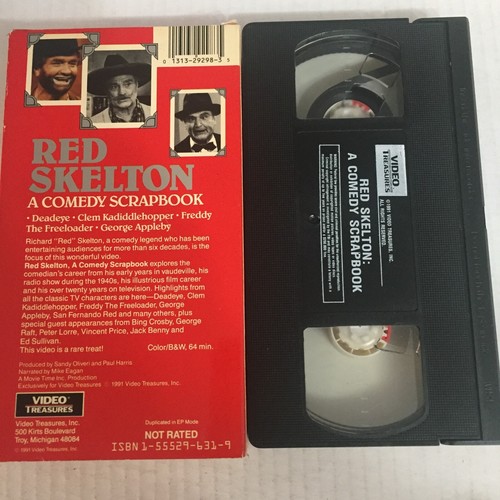 0 1313-29298-3 5
RED
SKELTON
A COMEDY SCRAPBOOK
• Deadeye • Clem Kadiddlehopper • Freddy
The Freeloader • George Appleby
Richard "Red" Skelton, a comedy legend who has been
entertaining audiences for more than six decades, is the
focus of this wonderful video.
Red Skelton, A Comedy Scrapbook explores the
comedian's career from his early years in vaudeville, his
radio show during the 1940s, his illustrious film career
and his over twenty years on television. Highlights from
all the classic TV characters are here—Deadeye, Clem
Kadiddlehopper, Freddy The Freeloader, George
Appleby, San Fernando Red and many others, plus
special guest appearances from Bing Crosby, George
Raft, Peter Lorre, Vincent Price, Jack Benny and
Ed Sullivan.
This video is a rare treat! Color/B&W, 64 min.
Produced by Sandy Oliveri and Paul Harris
Narrated by Mike Eagan
A Movie Time Inc. Production
Exclusively for Video Treasures © 1991 Video Treasures, Inc.
VIDEO
TREASURES
Video Treasures, Inc.
500 Kirts Boulevard
Troy, Michigan 48084
© 1991 Video Treasures, Inc.
Duplicated in EP Mode
NOT RATED
ISBN 1-55529-631-9
VIDEO
TREASURES
©1991 VIDEO TREASURES, INC.
ALL RIGHTS RESERVED.
RED SKELTON:
A COMEDY SCRAPBOOK